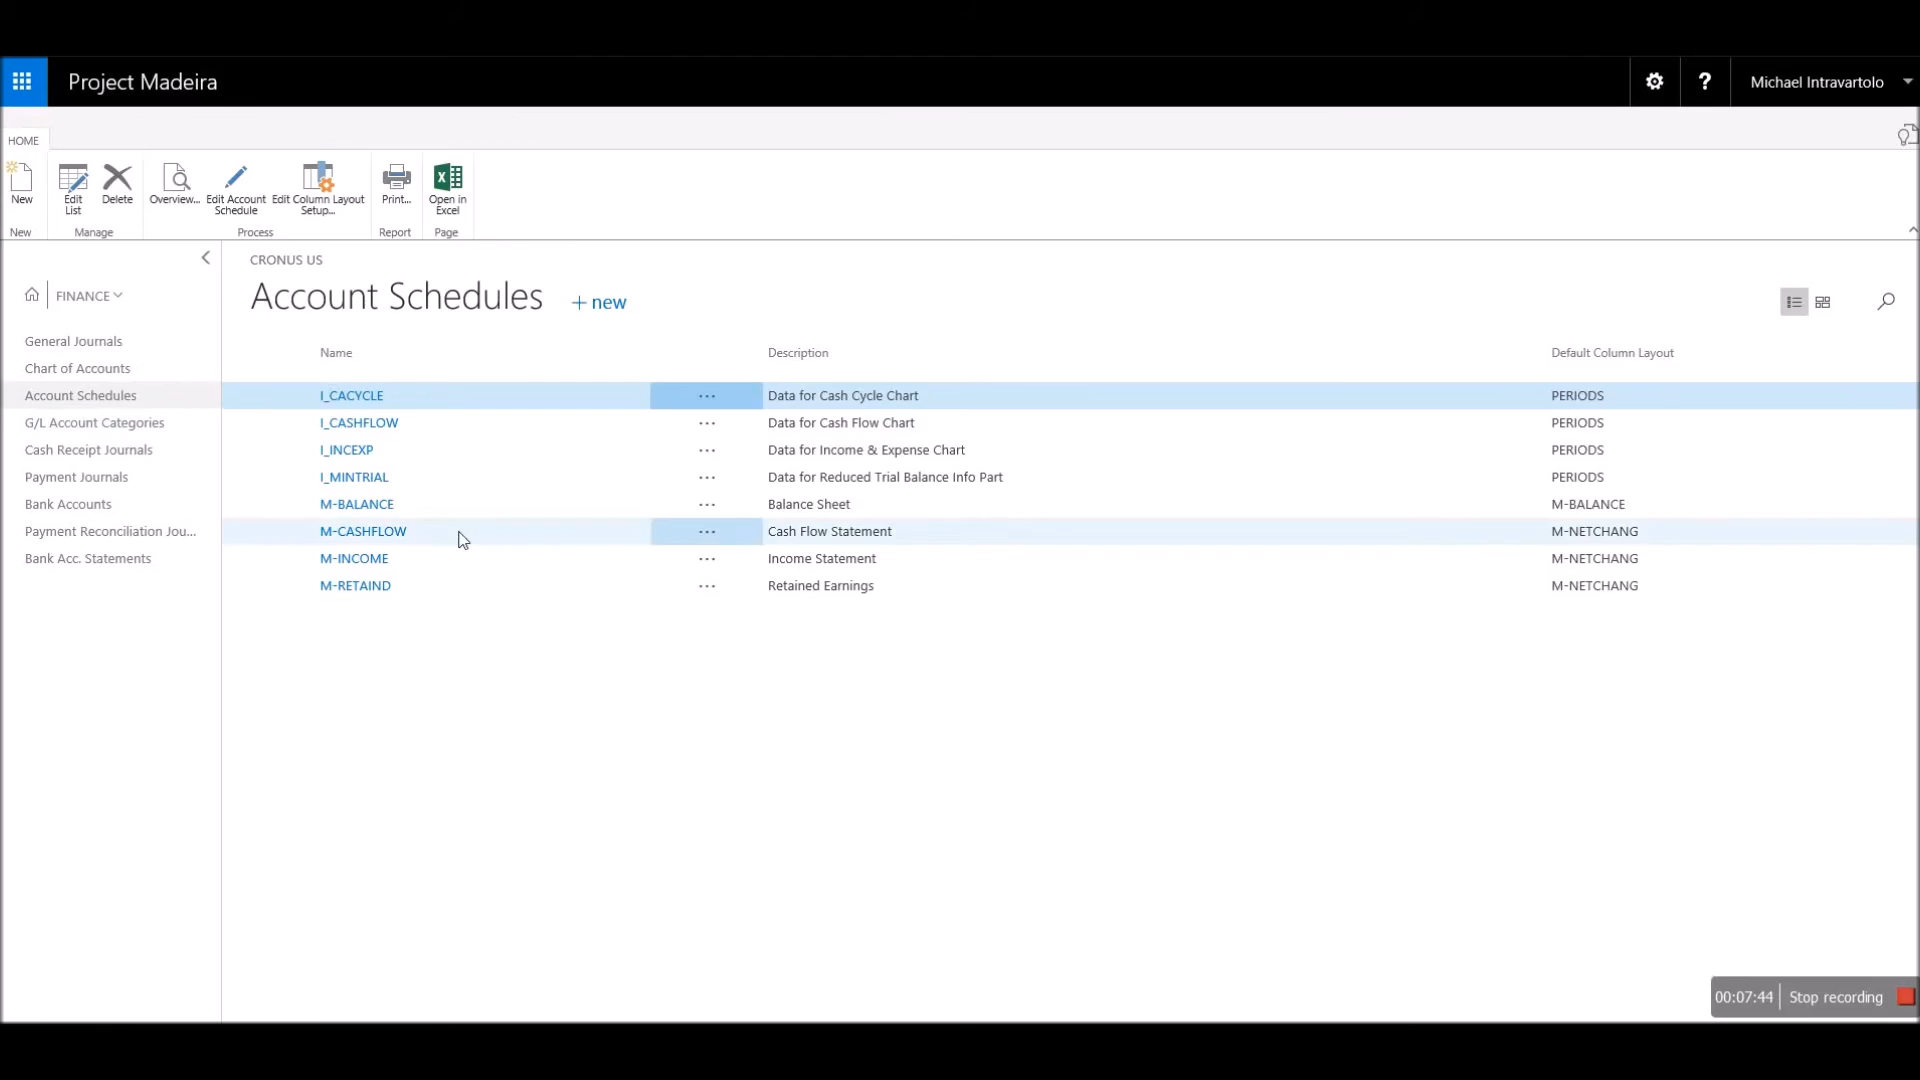 Project Madeira
? Michael Intravartolo
HOME
New
Edit List
Delete
Overview...
Edit Account Schedule
Edit Column Layout Setup...
Print...
Open in Excel
New
Manage
Process
Report
Page
FINANCE
General Journals
Chart of Accounts
Account Schedules
G/L Account Categories
Cash Receipt Journals
Payment Journals
Bank Accounts
Payment Reconciliation Jou...
Bank Acc. Statements
CRONUS US
Account Schedules + new
Name Description Default Column Layout
I_CACYCLE ... Data for Cash Cycle Chart PERIODS
I_CASHFLOW ... Data for Cash Flow Chart PERIODS
I_INCEXP ... Data for Income & Expense Chart PERIODS
I_MINTRIAL ... Data for Reduced Trial Balance Info Part PERIODS
M-BALANCE ... Balance Sheet M-BALANCE
M-CASHFLOW ... Cash Flow Statement M-NETCHANG
M-INCOME ... Income Statement M-NETCHANG
M-RETAIND ... Retained Earnings M-NETCHANG
00:07:44 Stop recording